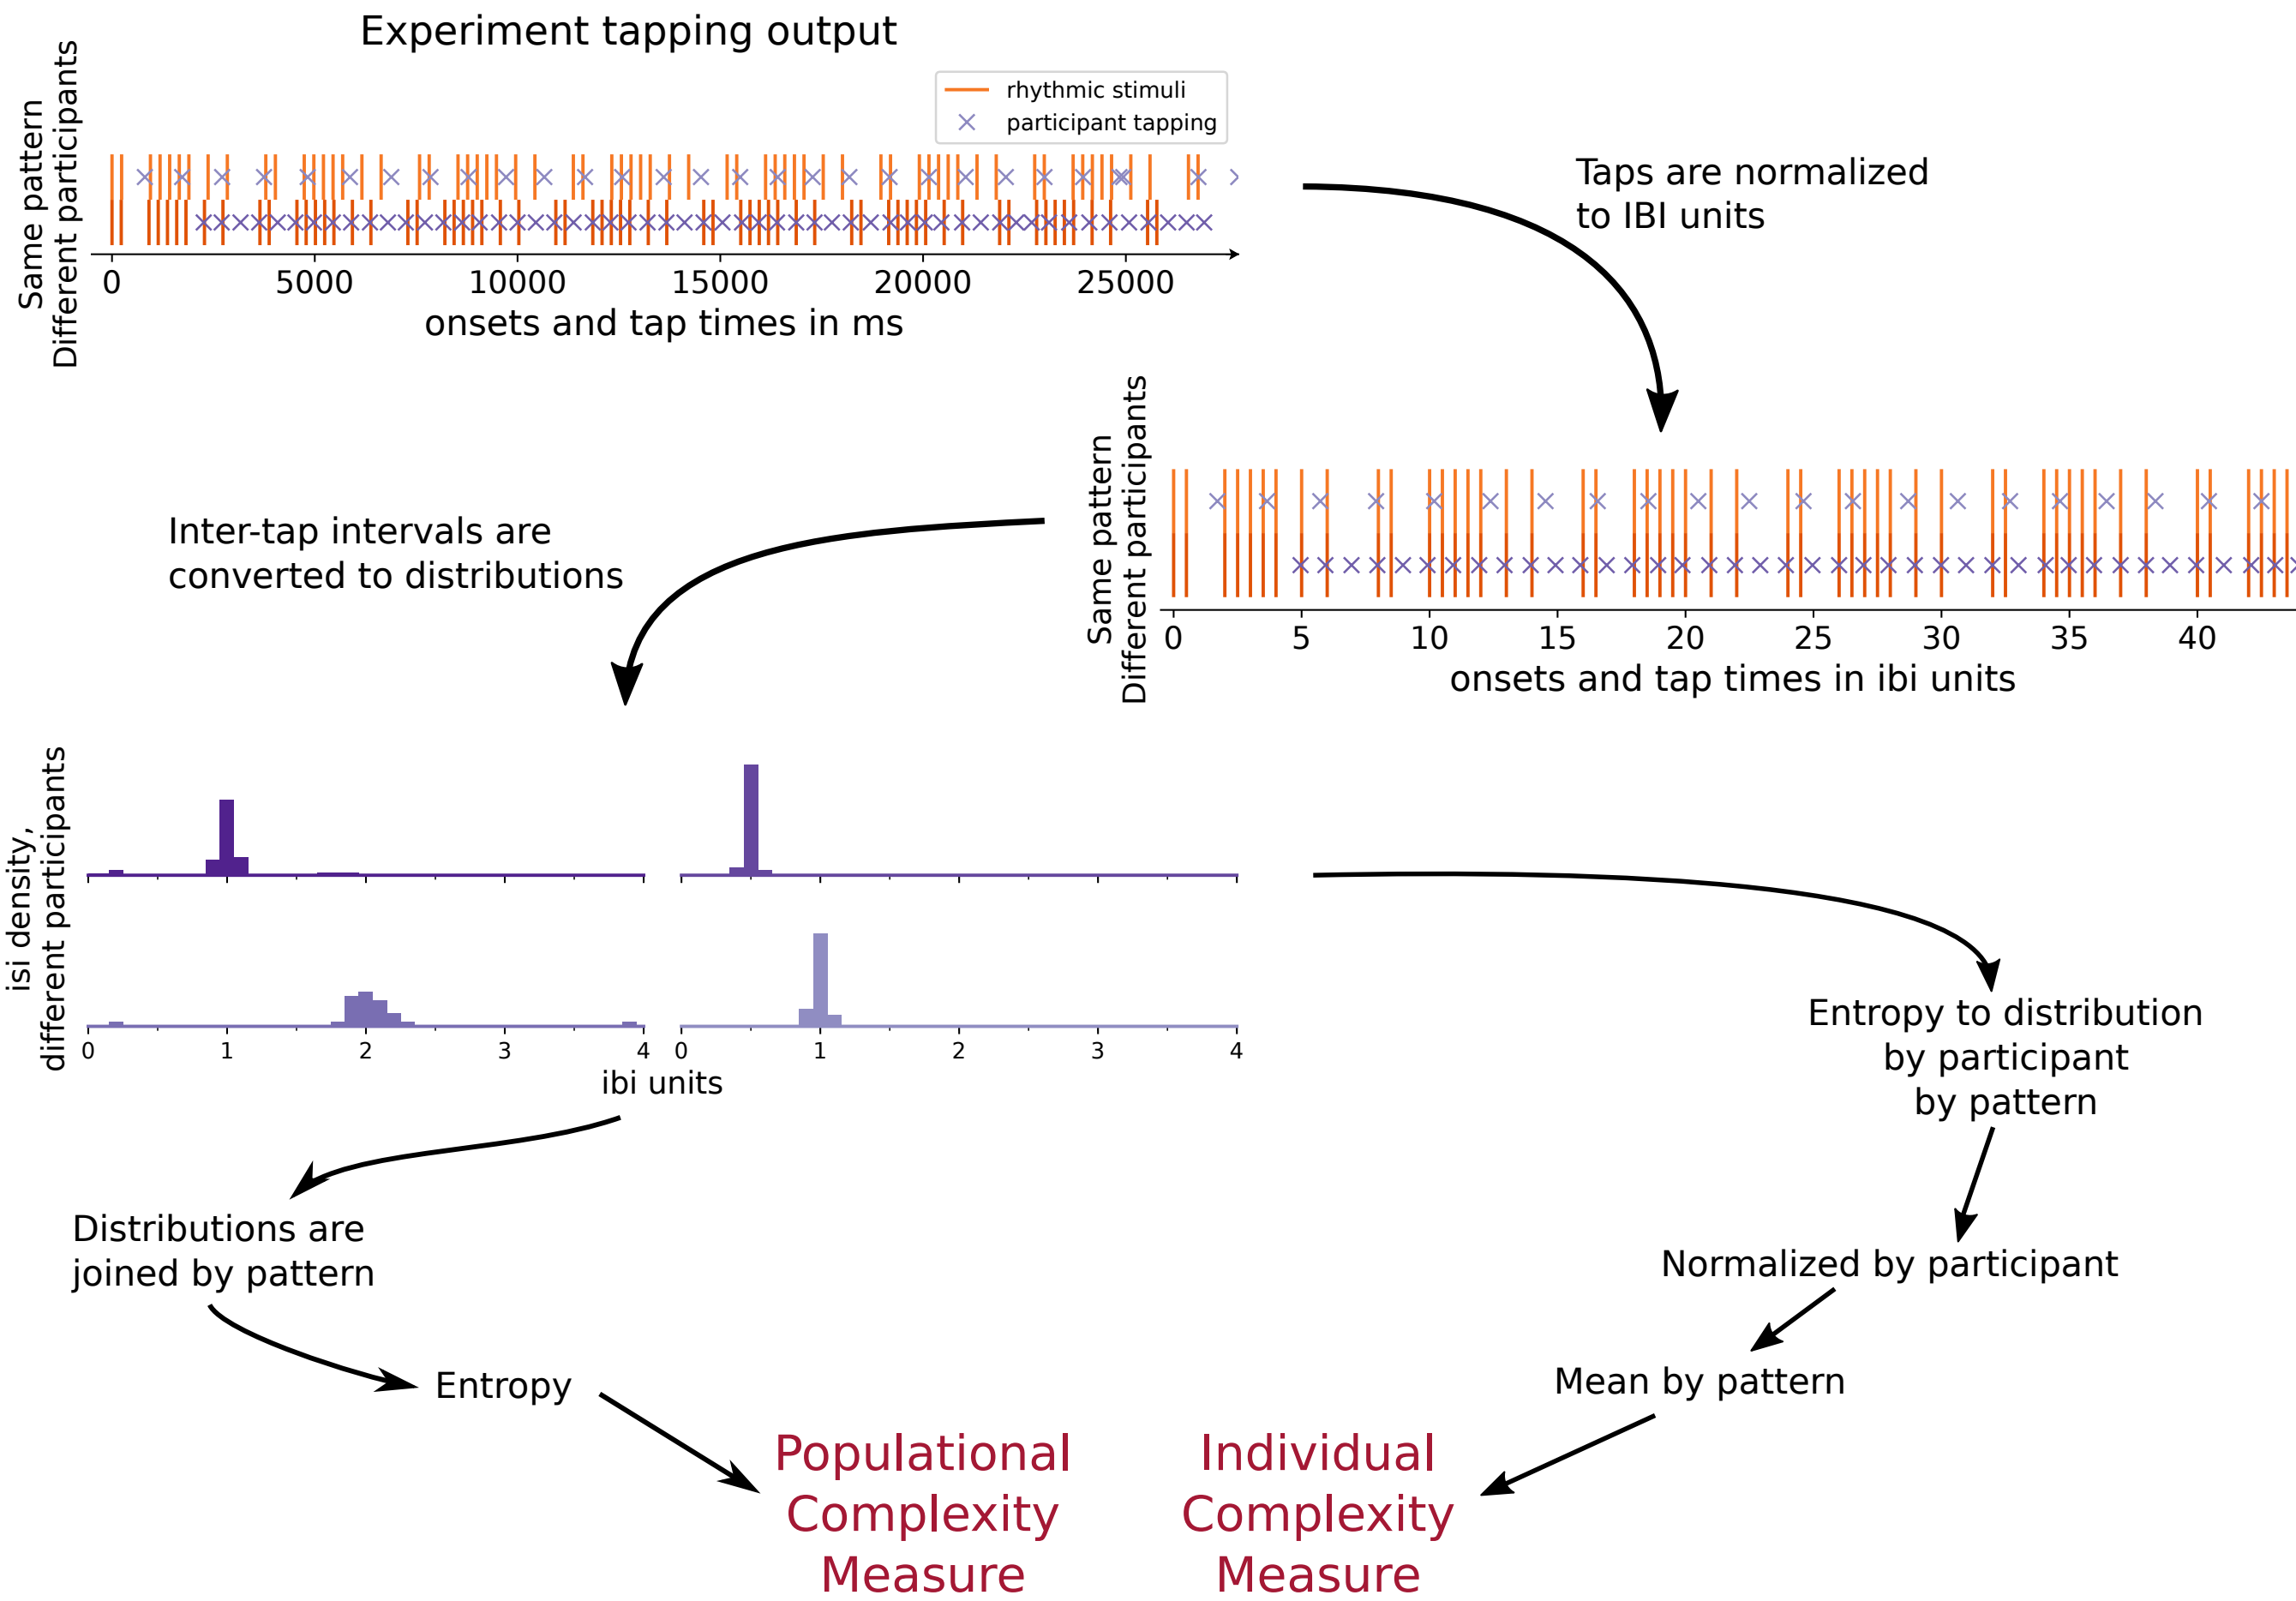 Experiment tapping output
rhythmic stimuli
participant tapping
Same pattern
Different participants
0 5000 10000 15000 20000 25000
onsets and tap times in ms
Taps are normalized
to IBI units
Same pattern
Different participants
0 5 10 15 20 25 30 35 40
onsets and tap times in ibi units
Inter-tap intervals are
converted to distributions
isi density,
different participants
0 1 2 3 4 0 1 2 3 4
ibi units
Entropy to distribution
by participant
by pattern
Distributions are
joined by pattern
Normalized by participant
Entropy
Mean by pattern
Populational
Complexity
Measure
Individual
Complexity
Measure